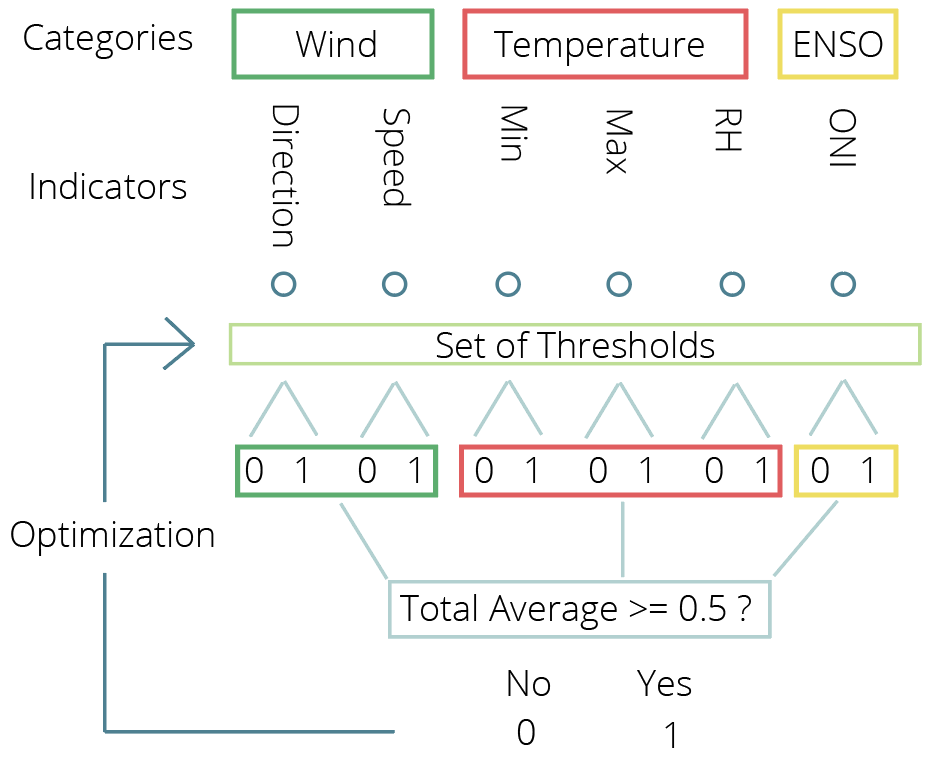 Categories Wind Temperature ENSO
Indicators Direction Speed Min Max RH ONI
Set of Thresholds
0 1 0 1 0 1 0 1 0 1 0 1
Optimization
Total Average >= 0.5 ?
No Yes
0 1